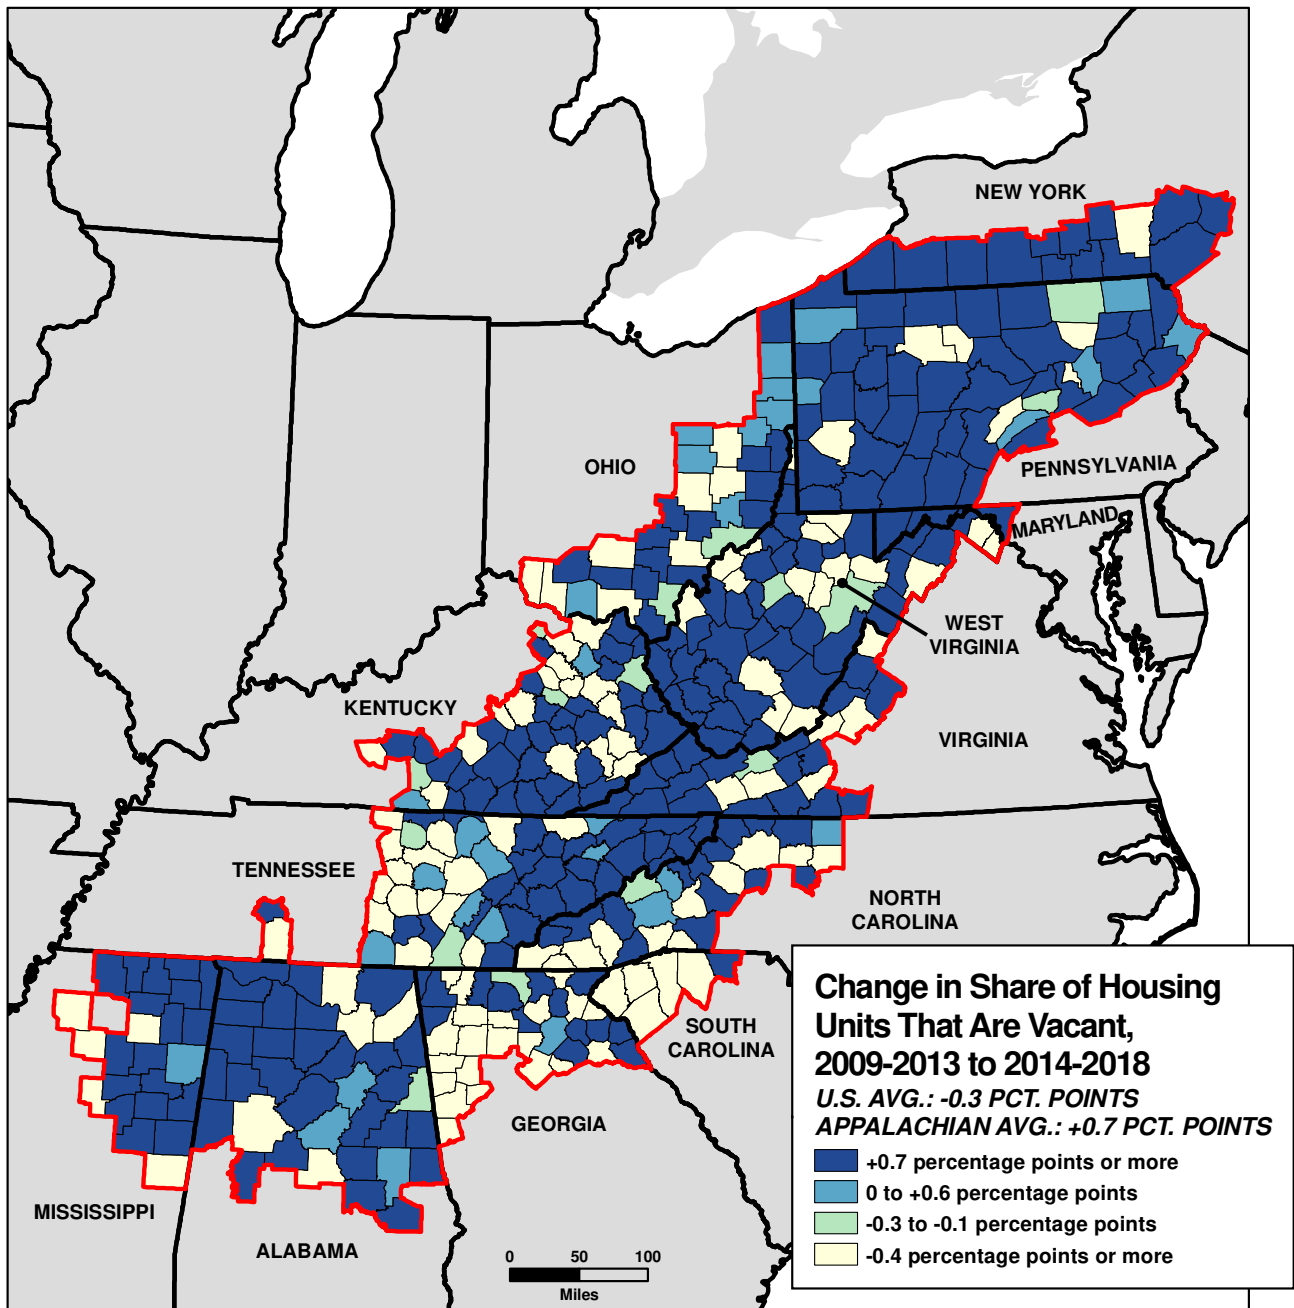 NEW YORK
OHIO
PENNSYLVANIA
MARYLAND
WEST
VIRGINIA
KENTUCKY
VIRGINIA
TENNESSEE
NORTH
CAROLINA
SOUTH
CAROLINA
GEORGIA
MISSISSIPPI
ALABAMA
0 50 100
Miles
Change in Share of Housing
Units That Are Vacant,
2009-2013 to 2014-2018
U.S. AVG.: -0.3 PCT. POINTS
APPALACHIAN AVG.: +0.7 PCT. POINTS
+0.7 percentage points or more
0 to +0.6 percentage points
-0.3 to -0.1 percentage points
-0.4 percentage points or more